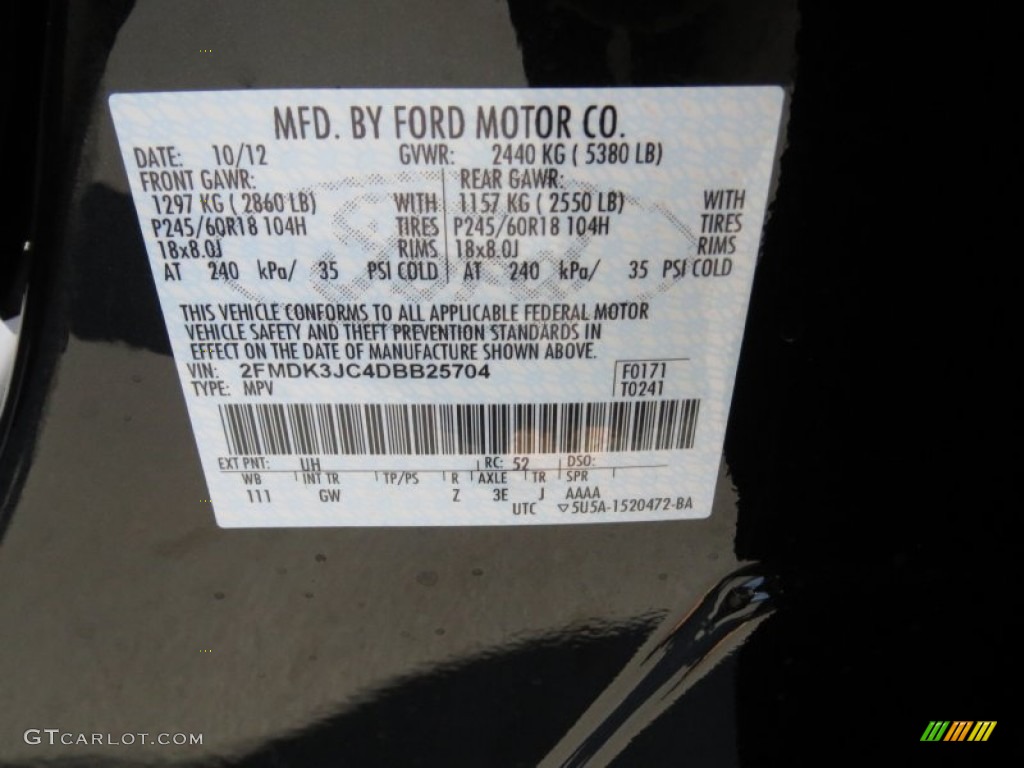 MFD. BY FORD MOTOR CO.
DATE: 10/12 GVWR: 2440 KG ( 5380 LB)
FRONT GAWR: REAR GAWR:
1297 KG ( 2860 LB) WITH 1157 KG ( 2550 LB) WITH
P245/60R18 104H TIRES P245/60R18 104H TIRES
18x8.0J RIMS 18x8.0J RIMS
AT 240 kPa/ 35 PSI COLD AT 240 kPa/ 35 PSI COLD
THIS VEHICLE CONFORMS TO ALL APPLICABLE FEDERAL MOTOR
VEHICLE SAFETY AND THEFT PREVENTION STANDARDS IN
EFFECT ON THE DATE OF MANUFACTURE SHOWN ABOVE.
VIN: 2FMDK3JC4DBB25704 F0171
TYPE: MPV T0241
EXT PNT: UH RC: 52 DSO:
WB INT TR TP/PS R AXLE TR SPR
111 GW Z 3E J AAAA
UTC ▽5U5A-1520472-BA
GTCARLOT.COM